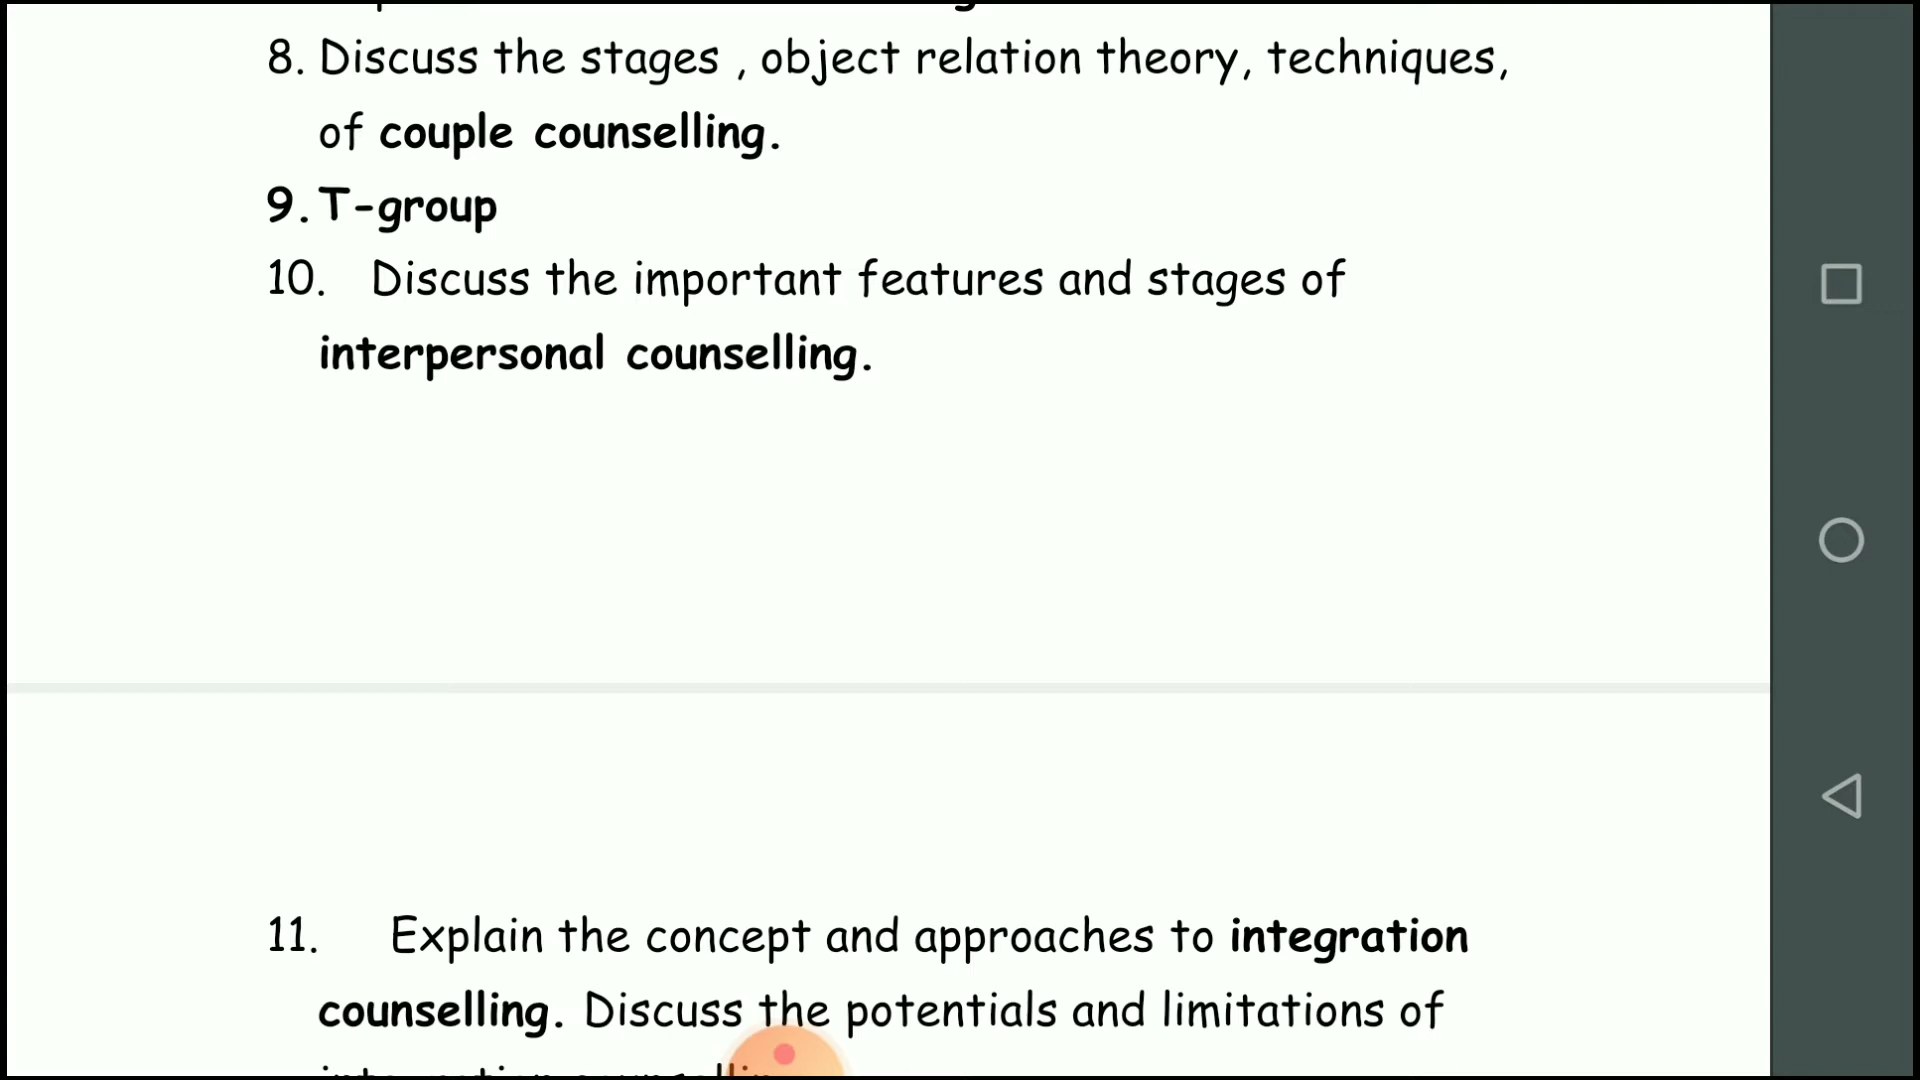 8. Discuss the stages , object relation theory, techniques,
of couple counselling.
9. T-group
10. Discuss the important features and stages of
interpersonal counselling.
11. Explain the concept and approaches to integration
counselling. Discuss the potentials and limitations of